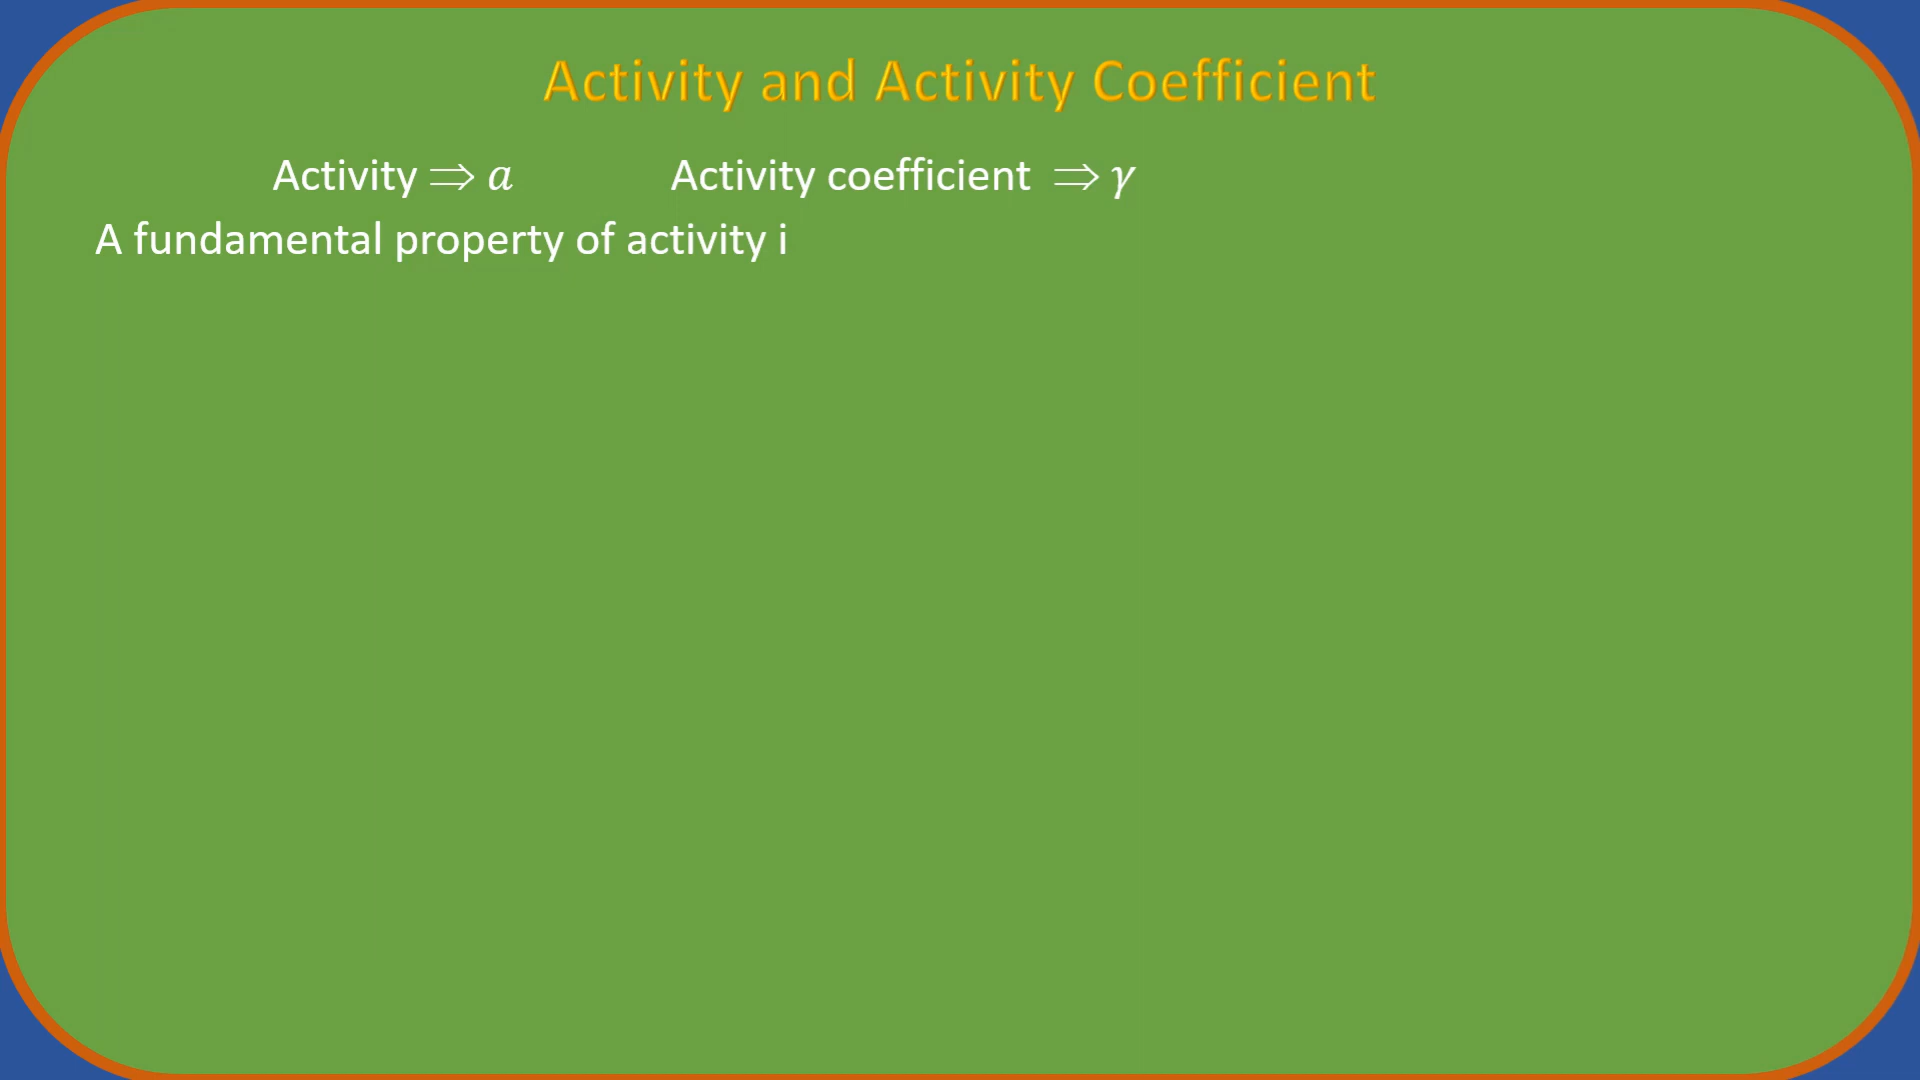 Activity and Activity Coefficient
Activity ⟹ 𝑎 Activity coefficient ⟹ 𝛾
A fundamental property of activity i